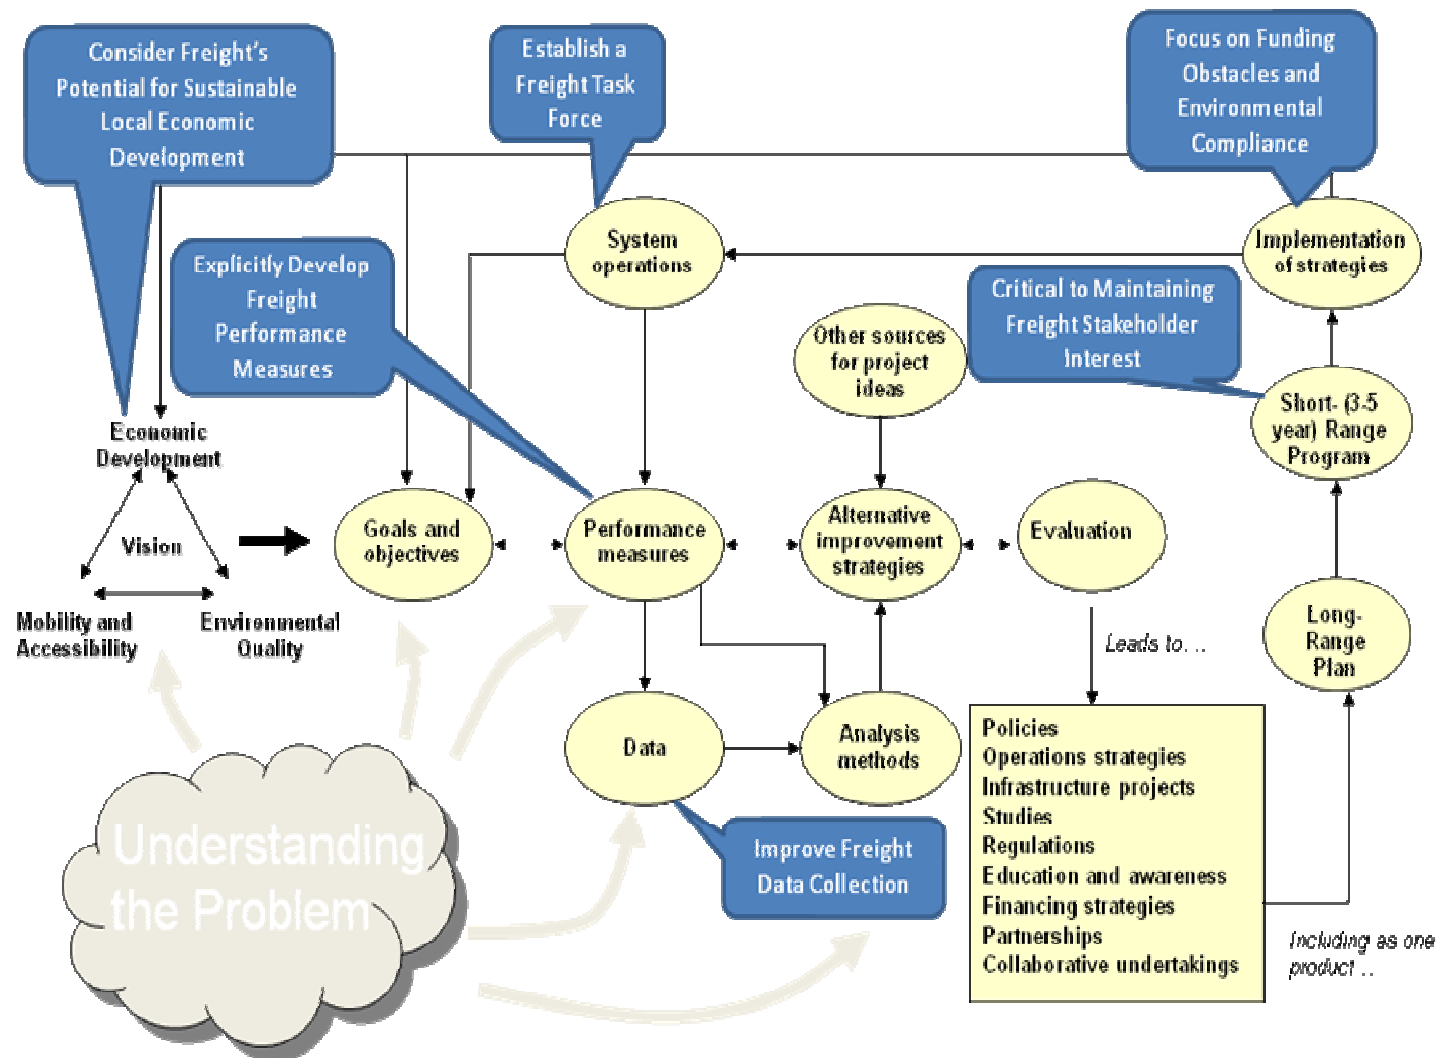 Consider Freight's
Potential for Sustainable
Local Economic
Development
Establish a
Freight Task
Force
Focus on Funding
Obstacles and
Environmental
Compliance
System
operations
Implementation
of strategies
Explicitly Develop
Freight
Performance
Measures
Critical to Maintaining
Freight Stakeholder
Interest
Other sources
for project
ideas
Short- (3-5
year) Range
Program
Economic
Development
Vision
Mobility and
Accessibility
Environmental
Quality
Goals and
objectives
Performance
measures
Alternative
improvement
strategies
Evaluation
Leads to. ..
Long-
Range
Plan
Data
Analysis
methods
Policies
Operations strategies
Infrastructure projects
Studies
Regulations
Education and awareness
Financing strategies
Partnerships
Collaborative undertakings
Including as one
product ..
Understanding
the Problem
Improve Freight
Data Collection